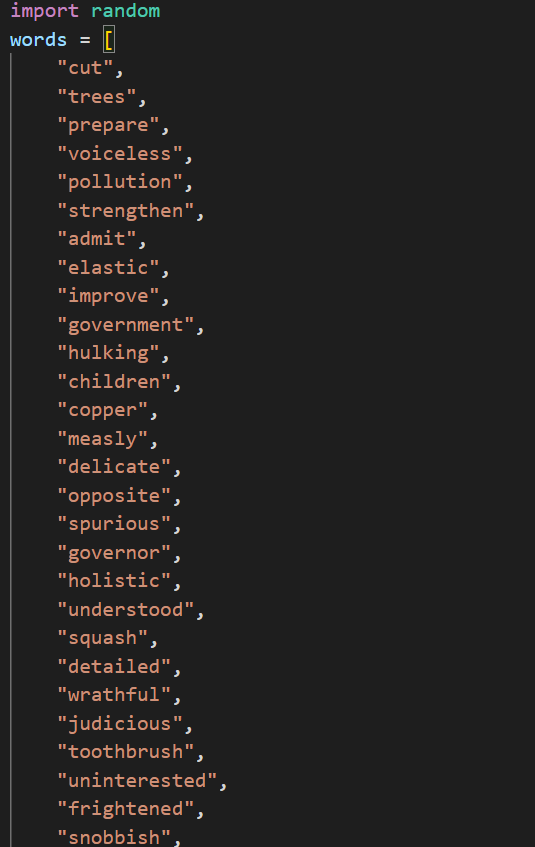 import random
words = [
    "cut",
    "trees",
    "prepare",
    "voiceless",
    "pollution",
    "strengthen",
    "admit",
    "elastic",
    "improve",
    "government",
    "hulking",
    "children",
    "copper",
    "measly",
    "delicate",
    "opposite",
    "spurious",
    "governor",
    "holistic",
    "understood",
    "squash",
    "detailed",
    "wrathful",
    "judicious",
    "toothbrush",
    "uninterested",
    "frightened",
    "snobbish",